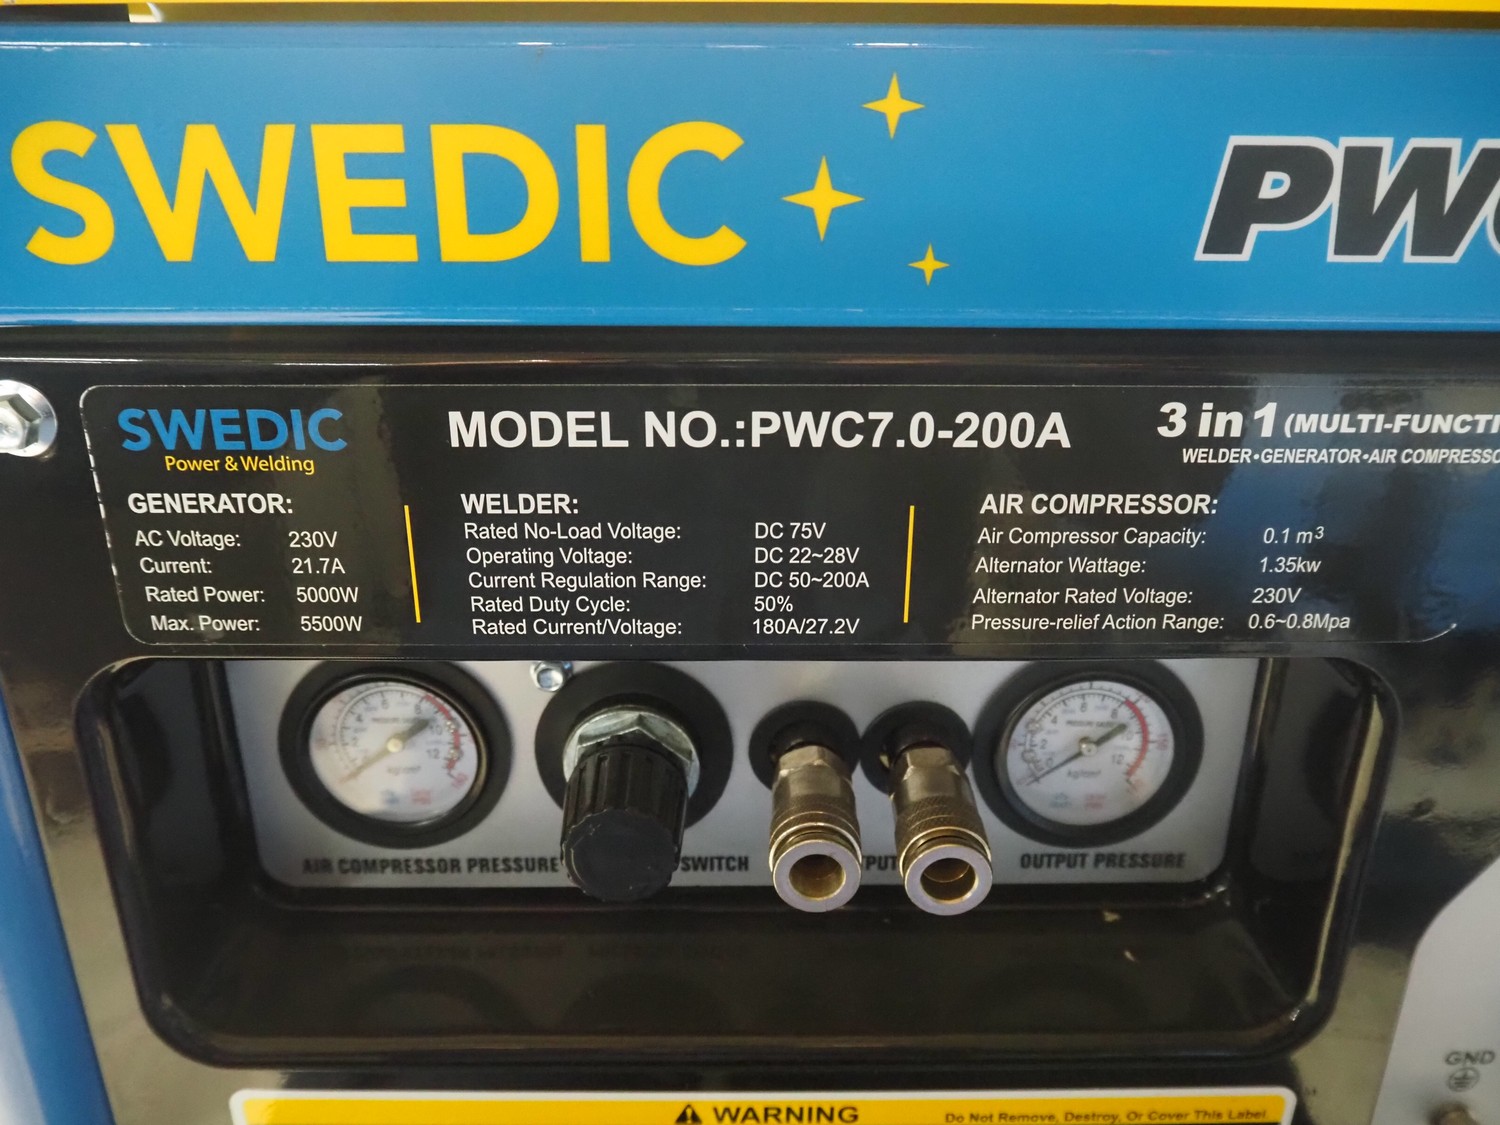 SWEDIC
PWC
SWEDIC
Power & Welding
MODEL NO.:PWC7.0-200A
3 in 1 (MULTI-FUNCTI
WELDER•GENERATOR•AIR COMPRESSO
GENERATOR:
AC Voltage: 230V
Current: 21.7A
Rated Power: 5000W
Max. Power: 5500W
WELDER:
Rated No-Load Voltage: DC 75V
Operating Voltage: DC 22~28V
Current Regulation Range: DC 50~200A
Rated Duty Cycle: 50%
Rated Current/Voltage: 180A/27.2V
AIR COMPRESSOR:
Air Compressor Capacity: 0.1 m³
Alternator Wattage: 1.35kw
Alternator Rated Voltage: 230V
Pressure-relief Action Range: 0.6~0.8Mpa
AIR COMPRESSOR PRESSURE
SWITCH
PUT
OUTPUT PRESSURE
GND
WARNING
Do Not Remove, Destroy, Or Cover This Label.